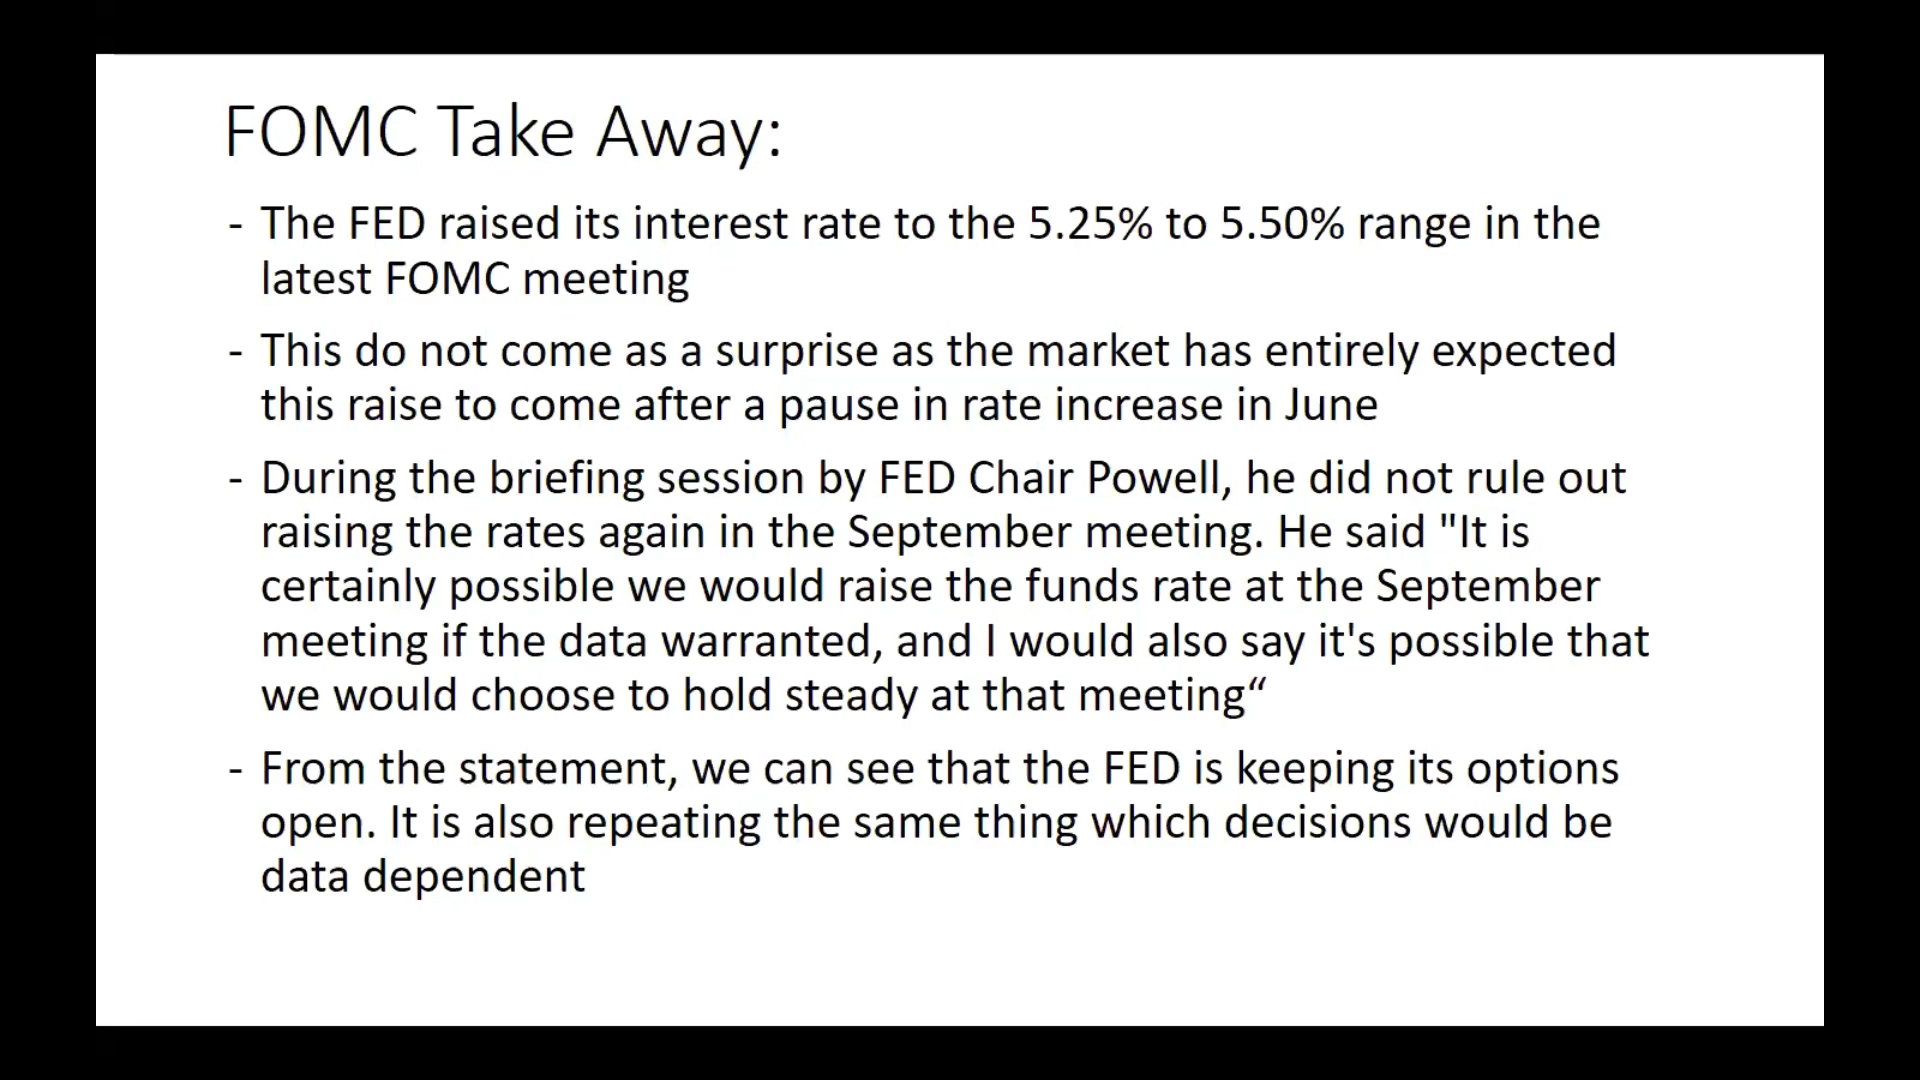 FOMC Take Away:
- The FED raised its interest rate to the 5.25% to 5.50% range in the
latest FOMC meeting
- This do not come as a surprise as the market has entirely expected
this raise to come after a pause in rate increase in June
- During the briefing session by FED Chair Powell, he did not rule out
raising the rates again in the September meeting. He said "It is
certainly possible we would raise the funds rate at the September
meeting if the data warranted, and I would also say it's possible that
we would choose to hold steady at that meeting“
- From the statement, we can see that the FED is keeping its options
open. It is also repeating the same thing which decisions would be
data dependent